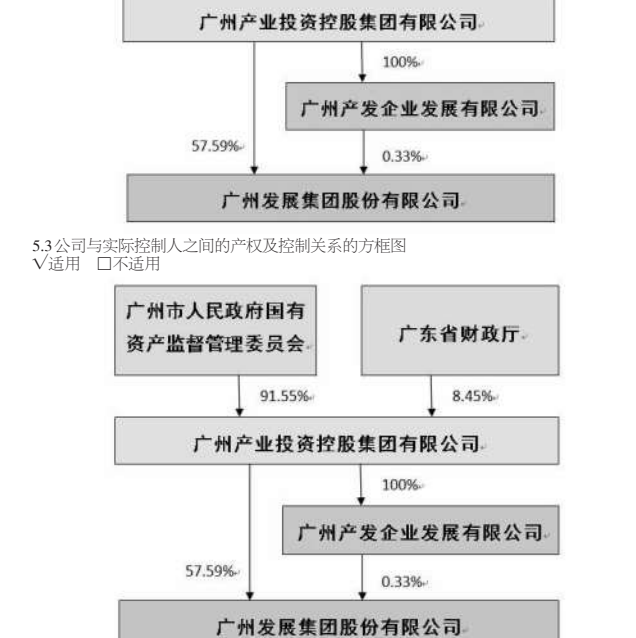 广州产业投资控股集团有限公司
100%
广州产发企业发展有限公司
57.59%
0.33%
广州发展集团股份有限公司
5.3公司与实际控制人之间的产权及控制关系的方框图
√适用 □不适用
广州市人民政府国有
资产监督管理委员会
广东省财政厅
91.55%
8.45%
广州产业投资控股集团有限公司
100%
广州产发企业发展有限公司
57.59%
0.33%
广州发展集团股份有限公司